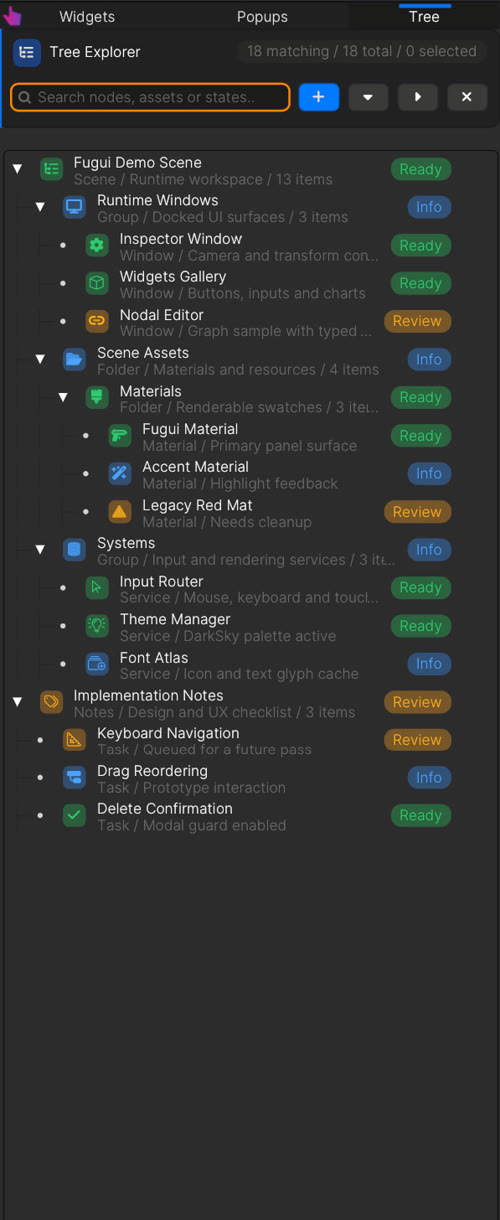 Widgets Popups Tree
Tree Explorer 18 matching / 18 total / 0 selected
Search nodes, assets or states..
Fugui Demo Scene Ready
Scene / Runtime workspace / 13 items
Runtime Windows Info
Group / Docked UI surfaces / 3 items
Inspector Window Ready
Window / Camera and transform con...
Widgets Gallery Ready
Window / Buttons, inputs and charts
Nodal Editor Review
Window / Graph sample with typed ...
Scene Assets Info
Folder / Materials and resources / 4 items
Materials Ready
Folder / Renderable swatches / 3 
Fugui Material Ready
Material / Primary panel surface
Accent Material Info
Material / Highlight feedback
Legacy Red Mat Review
Material / Needs cleanup
Systems Info
Group / Input and rendering services / 3 ite...
Input Router Ready
Service / Mouse, keyboard and 
Theme Manager Ready
Service / DarkSky palette active
Font Atlas Info
Service / Icon and text glyph cache
Implementation Notes Review
Notes / Design and UX checklist / 3 items
Keyboard Navigation Review
Task / Queued for a future pass
Drag Reordering Info
Task / Prototype interaction
Delete Confirmation Ready
Task / Modal guard enabled